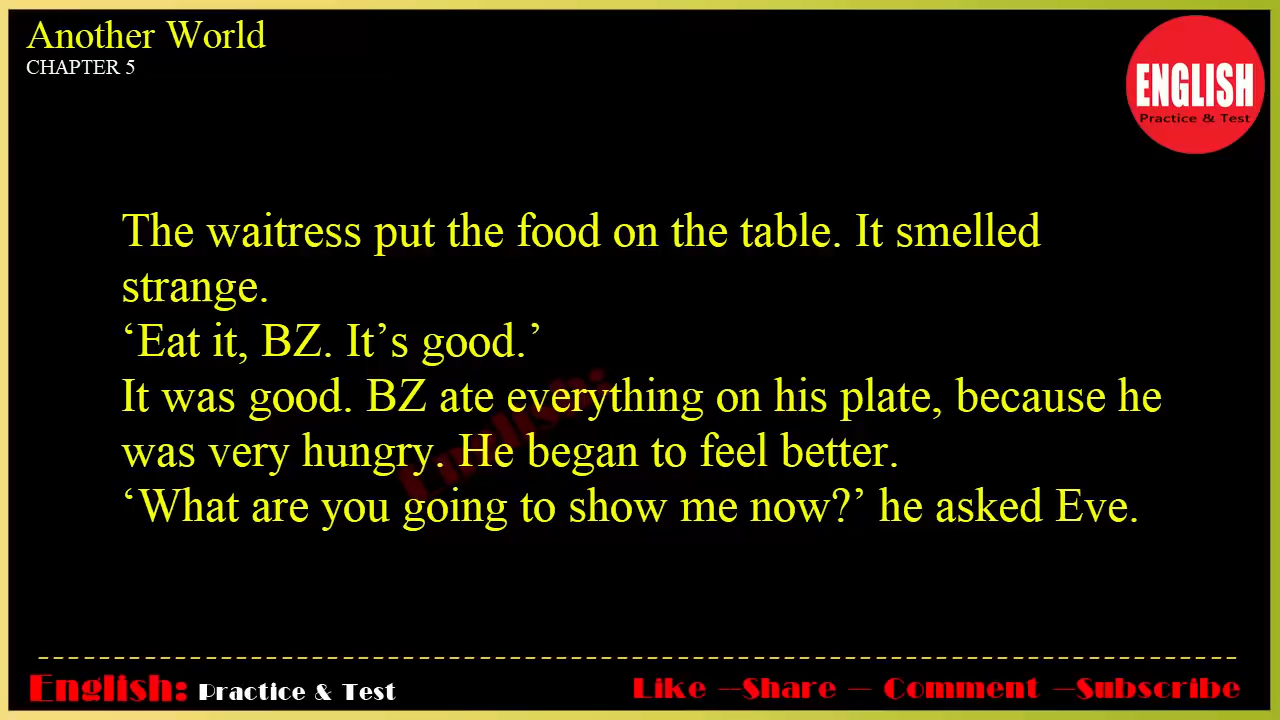 Another World
CHAPTER 5
ENGLISH
Practice & Test
The waitress put the food on the table. It smelled
strange.
‘Eat it, BZ. It’s good.’
It was good. BZ ate everything on his plate, because he
was very hungry. He began to feel better.
‘What are you going to show me now?’ he asked Eve.
English:
English: Practice & Test
Like –Share – Comment –Subscribe